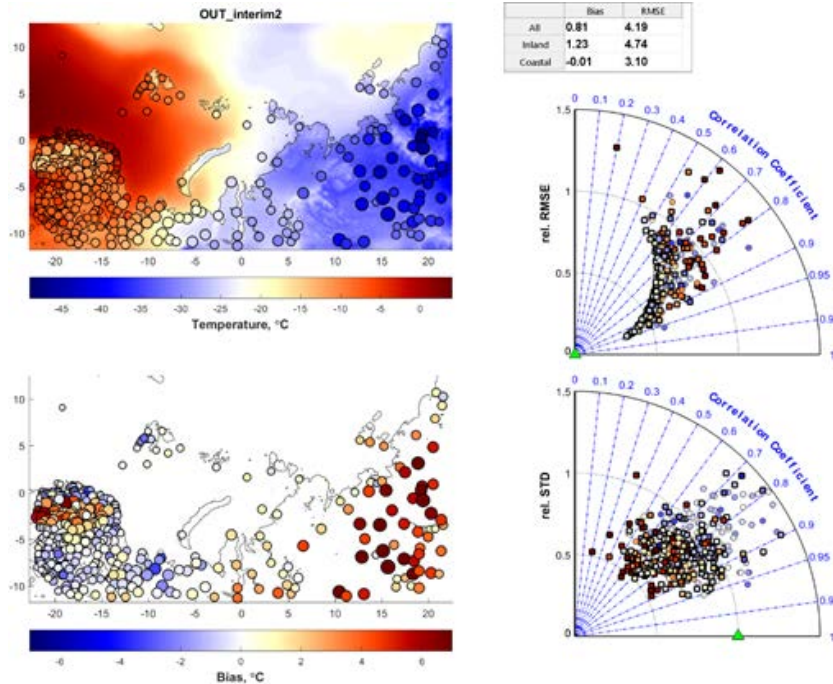 OUT_interim2
10
5
0
-5
-10
-20 -15 -10 -5 0 5 10 15 20
-45 -40 -35 -30 -25 -20 -15 -10 -5 0
Temperature, °C
Bias RMSE
All 0.81 4.19
Inland 1.23 4.74
Coastal -0.01 3.10
1.5
1
0.5
0
rel. RMSE
0 0.1 0.2 0.3 0.4 0.5 0.6 0.7 0.8 0.9 0.95 0.9 1
Correlation Coefficient
10
5
0
-5
-10
-20 -15 -10 -5 0 5 10 15 20
-6 -4 -2 0 2 4 6
Bias, °C
1.5
1
0.5
0
rel. STD
0 0.1 0.2 0.3 0.4 0.5 0.6 0.7 0.8 0.9 0.95 0.9 1
Correlation Coefficient